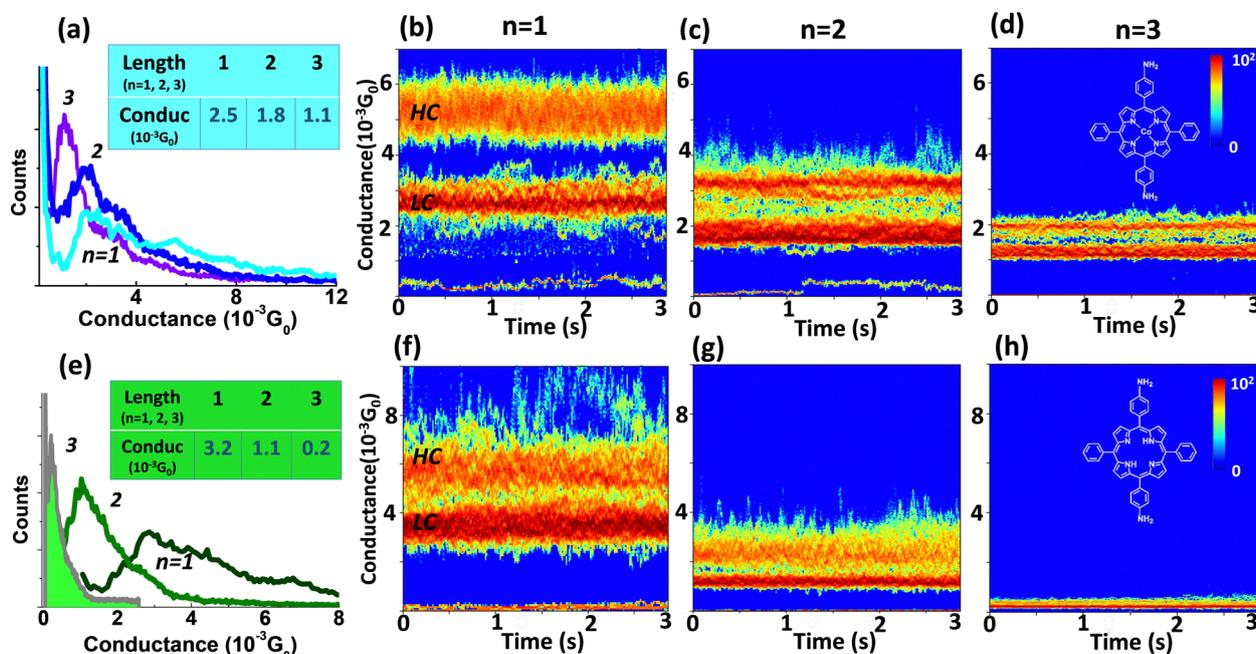 (a)
Length 1 2 3
(n=1, 2, 3)
Conduc 2.5 1.8 1.1
(10⁻³G₀)
3
2
n=1
Counts
4 8 12
Conductance (10⁻³G₀)
(b) n=1
6
4
2
HC
LC
Conductance(10⁻³G₀)
0 1 2 3
Time (s)
(c) n=2
6
4
2
0 1 2 3
Time (s)
(d) n=3
6
4
2
NH₂
N N
Co
N N
NH₂
10²
0
0 1 2 3
Time (s)
(e)
Length 1 2 3
(n=1, 2, 3)
Conduc 3.2 1.1 0.2
(10⁻³G₀)
3
2
n=1
Counts
0 2 4 6 8
Conductance (10⁻³G₀)
(f)
8
4
HC
LC
Conductance(10⁻³G₀)
0 1 2 3
Time (s)
(g)
8
4
0 1 2 3
Time (s)
(h)
8
4
NH₂
N HN
NH N
NH₂
10²
0
0 1 2 3
Time (s)